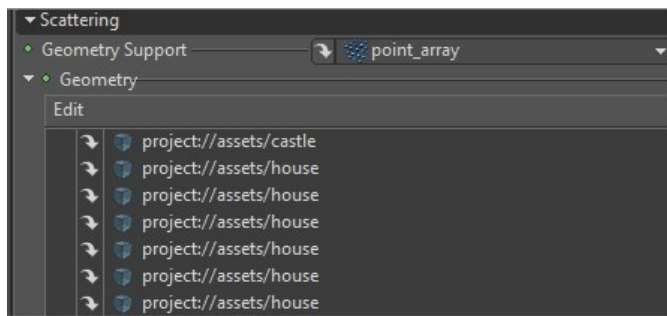 Scattering
Geometry Support point_array
Geometry
Edit
project://assets/castle
project://assets/house
project://assets/house
project://assets/house
project://assets/house
project://assets/house
project://assets/house